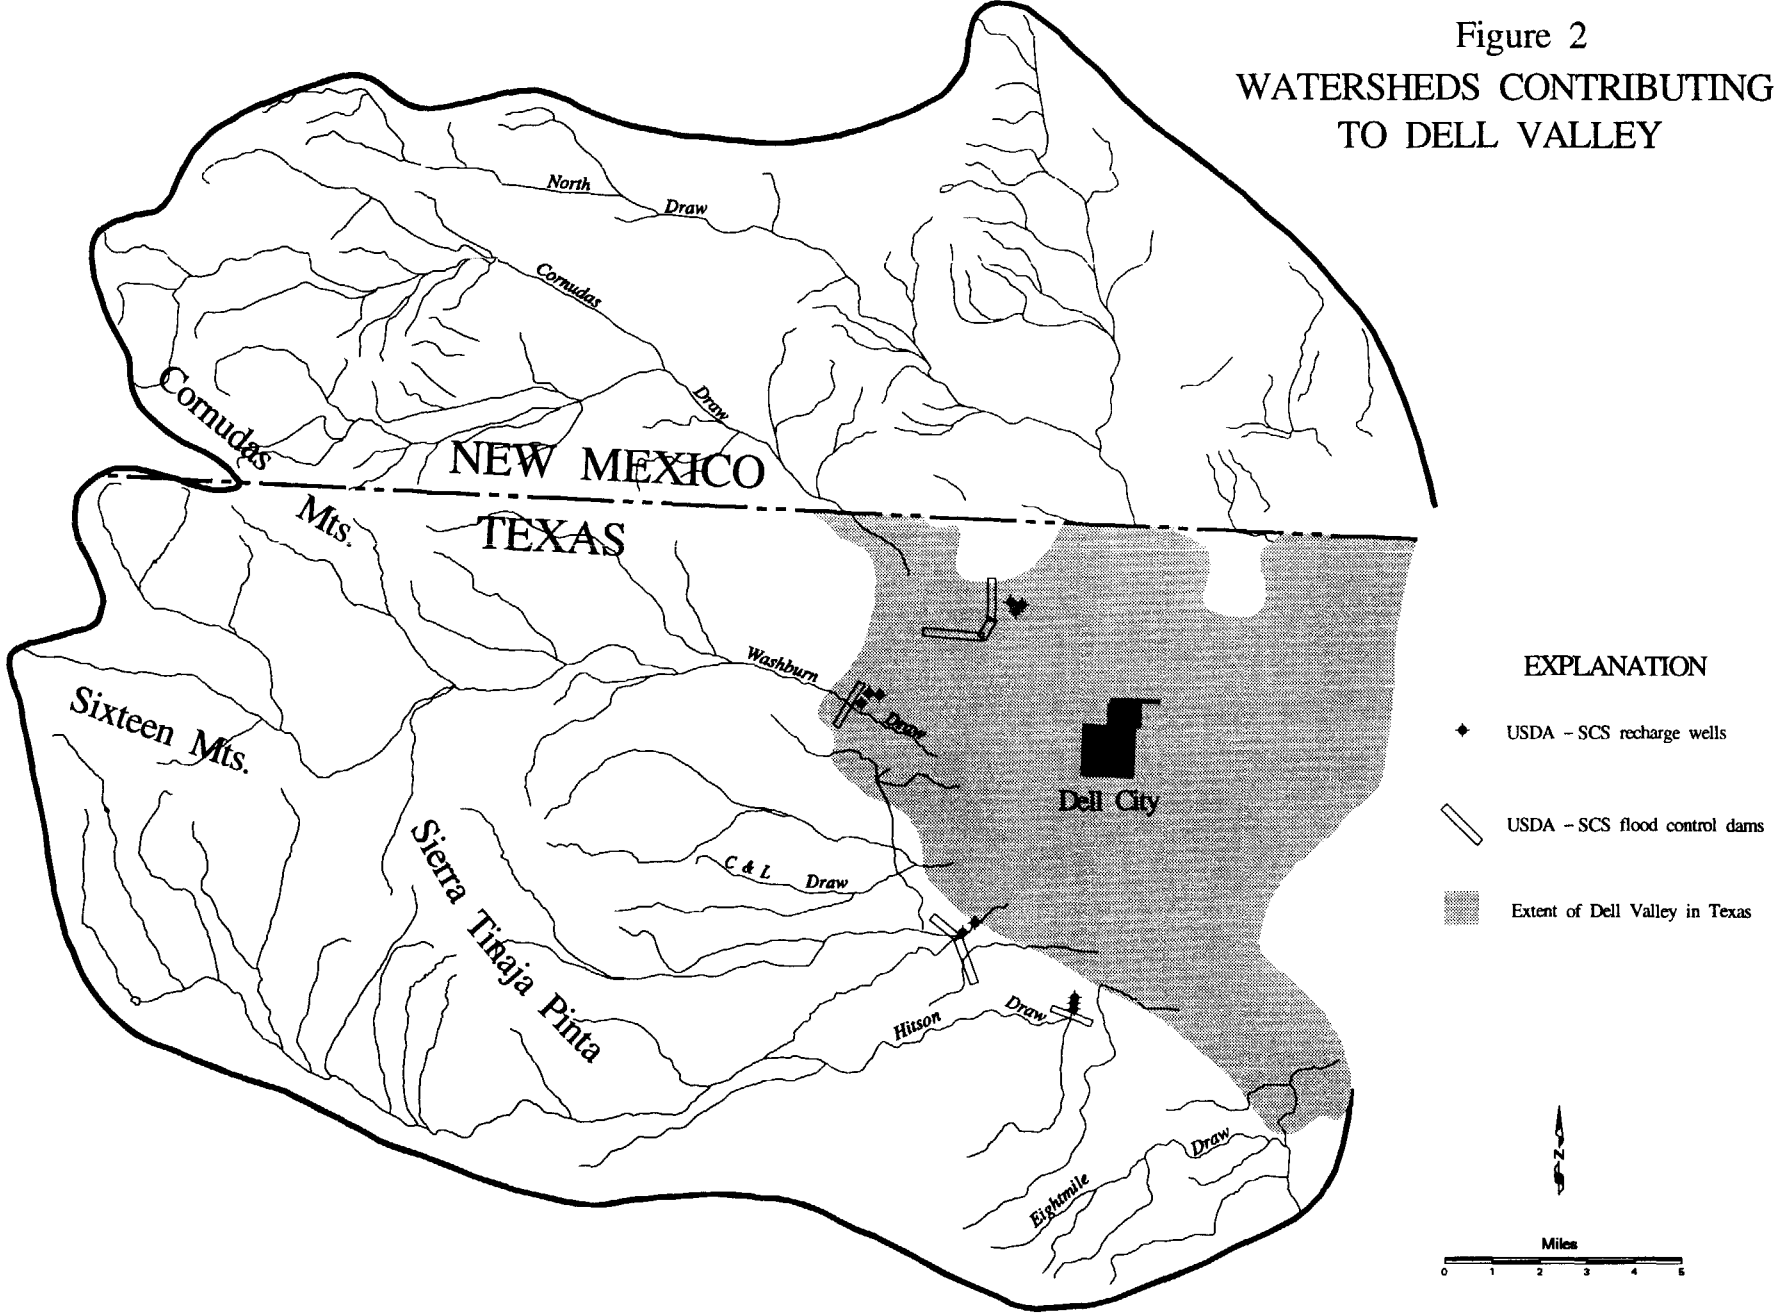 Figure 2
WATERSHEDS CONTRIBUTING
TO DELL VALLEY
North
Draw
Cornudas
Draw
Cornudas
Mts.
NEW MEXICO
TEXAS
Washburn
Draw
Sixteen Mts.
Dell City
Sierra Tinaja Pinta
C & L Draw
Hitson
Draw
Eightmile
Draw
EXPLANATION
USDA - SCS recharge wells
USDA - SCS flood control dams
Extent of Dell Valley in Texas
N
Miles
0 1 2 3 4 5